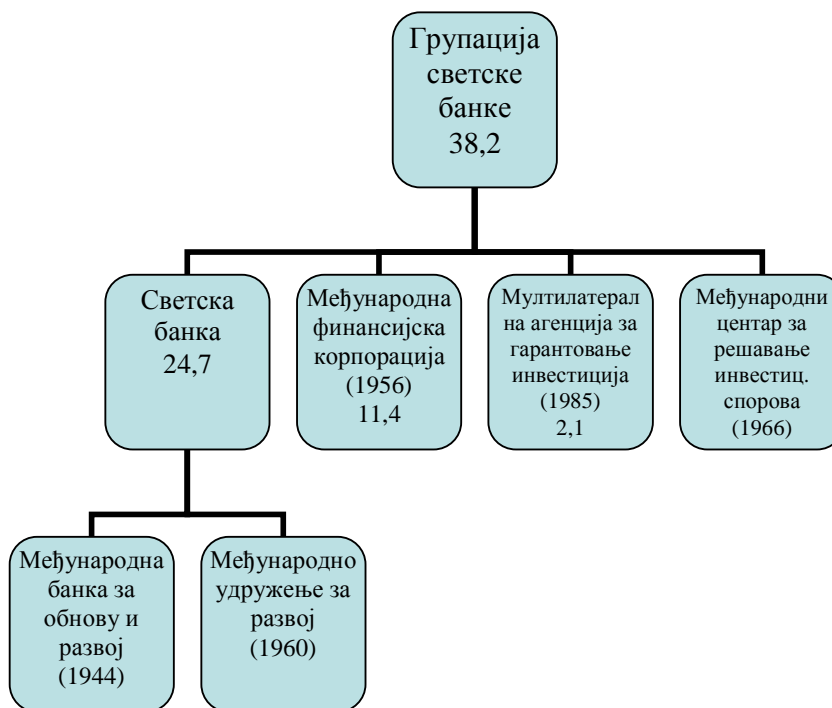 Групација
светске
банке
38,2
Светска
банка
24,7
Међународна
финансијска
корпорација
(1956)
11,4
Мултилатерал
на агенција за
гарантовање
инвестиција
(1985)
2,1
Међународни
центар за
решавање
инвестиц.
спорова
(1966)
Међународна
банка за
обнову и
развој
(1944)
Међународно
удружење за
развој
(1960)